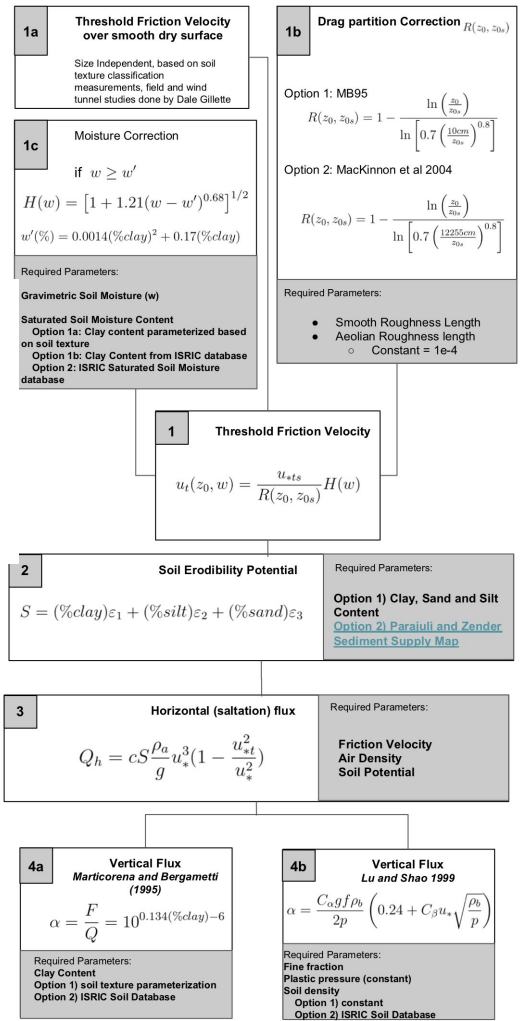 1a
Threshold Friction Velocity
over smooth dry surface
Size Independent, based on soil
texture classification
measurements, field and wind
tunnel studies done by Dale Gillette
1b
Drag partition Correction R(z₀, z₀ₛ)
Option 1: MB95
R(z₀, z₀ₛ) = 1 − ln(z₀/z₀ₛ) / ln[0.7(10cm/z₀ₛ)^0.8]
Option 2: MacKinnon et al 2004
R(z₀, z₀ₛ) = 1 − ln(z₀/z₀ₛ) / ln[0.7(12255cm/z₀ₛ)^0.8]
Required Parameters:
● Smooth Roughness Length
● Aeolian Roughness length
○ Constant = 1e-4
1c
Moisture Correction
if w ≥ w′
H(w) = [1 + 1.21(w − w′)^0.68]^1/2
w′(%) = 0.0014(%clay)² + 0.17(%clay)
Required Parameters:
Gravimetric Soil Moisture (w)
Saturated Soil Moisture Content
Option 1a: Clay content parameterized based
on soil texture
Option 1b: Clay Content from ISRIC database
Option 2: ISRIC Saturated Soil Moisture
database
1
Threshold Friction Velocity
u_t(z₀, w) = u_{*ts} / R(z₀, z₀ₛ) H(w)
2
Soil Erodibility Potential
S = (%clay)ε₁ + (%silt)ε₂ + (%sand)ε₃
Required Parameters:
Option 1) Clay, Sand and Silt
Content
Option 2) Parajuli and Zender
Sediment Supply Map
3
Horizontal (saltation) flux
Q_h = cS ρ_a/g u_*³(1 − u_{*t}²/u_*²)
Required Parameters:
Friction Velocity
Air Density
Soil Potential
4a
Vertical Flux
Marticorena and Bergametti
(1995)
α = F/Q = 10^{0.134(%clay)−6}
Required Parameters:
Clay Content
Option 1) soil texture parameterization
Option 2) ISRIC Soil Database
4b
Vertical Flux
Lu and Shao 1999
α = C_α g f ρ_b / 2p (0.24 + C_β u_* √(ρ_b/p))
Required Parameters:
Fine fraction
Plastic pressure (constant)
Soil density
Option 1) constant
Option 2) ISRIC Soil Database